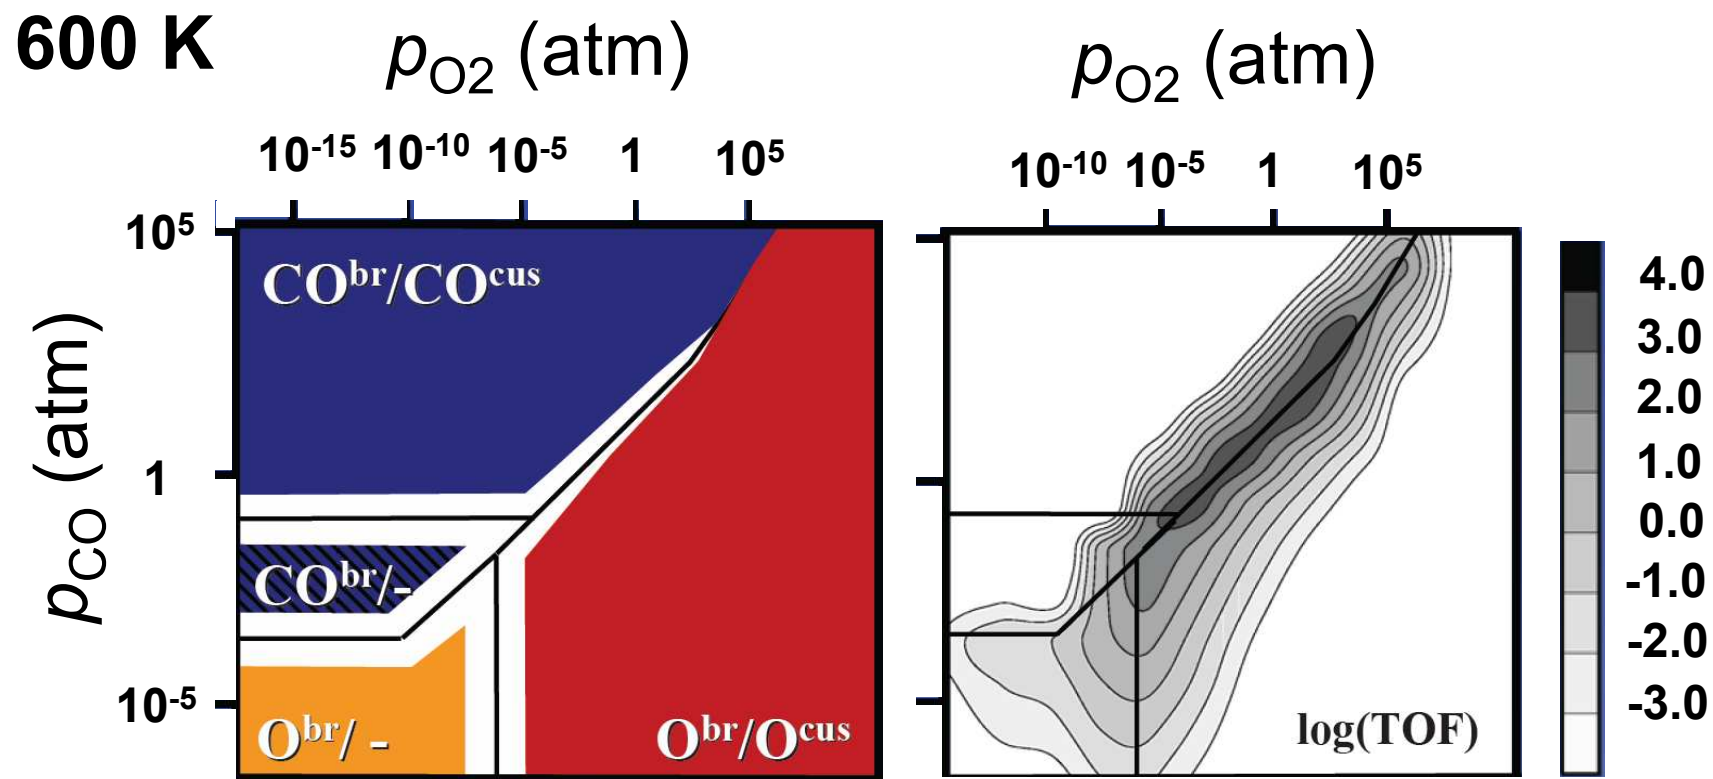 600 K
pO2 (atm)
pO2 (atm)
10-15 10-10 10-5 1 105
10-10 10-5 1 105
pCO (atm)
105
1
10-5
CObr/COcus
CObr/-
Obr/ -
Obr/Ocus
log(TOF)
4.0
3.0
2.0
1.0
0.0
-1.0
-2.0
-3.0